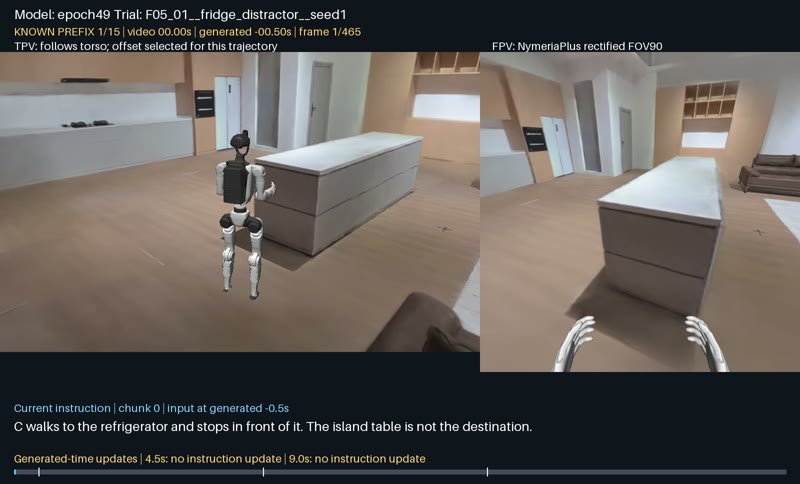 Model: epoch49 Trial: F05_01__fridge_distractor__seed1
KNOWN PREFIX 1/15 | video 00.00s | generated -00.50s | frame 1/465
TPV: follows torso; offset selected for this trajectory
FPV: NymeriaPlus rectified FOV90
Current instruction | chunk 0 | input at generated -0.5s
C walks to the refrigerator and stops in front of it. The island table is not the destination.
Generated-time updates | 4.5s: no instruction update | 9.0s: no instruction update